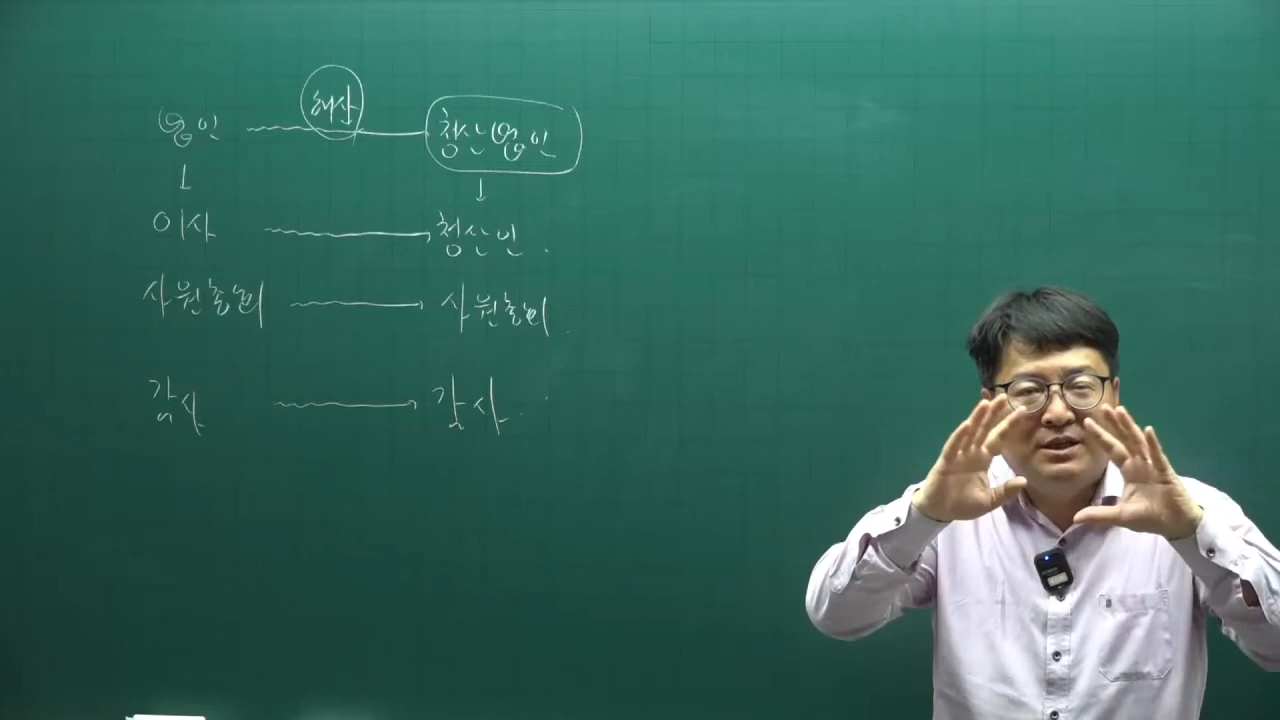 해산
법인 청산법인
↓ ↓
이사 → 청산인.
사원총회 → 사원총회.
감사 → 감사.